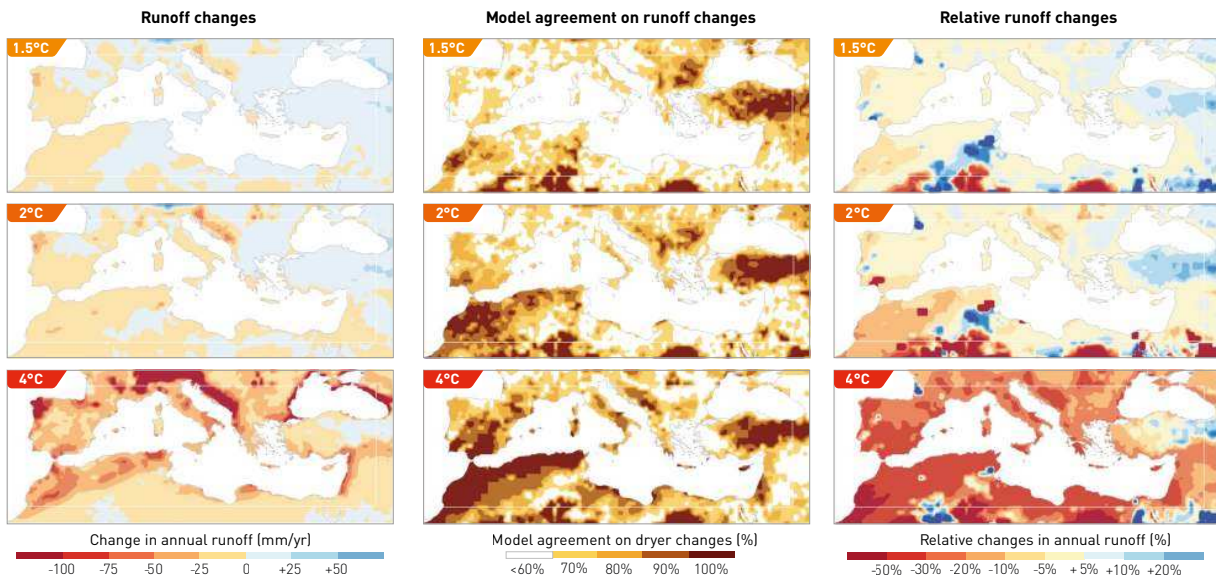 Runoff changes
Model agreement on runoff changes
Relative runoff changes
1.5°C
1.5°C
1.5°C
2°C
2°C
2°C
4°C
4°C
4°C
Change in annual runoff (mm/yr)
-100 -75 -50 -25 0 +25 +50
Model agreement on dryer changes (%)
<60% 70% 80% 90% 100%
Relative changes in annual runoff (%)
-50% -30% -20% -10% -5% +5% +10% +20%